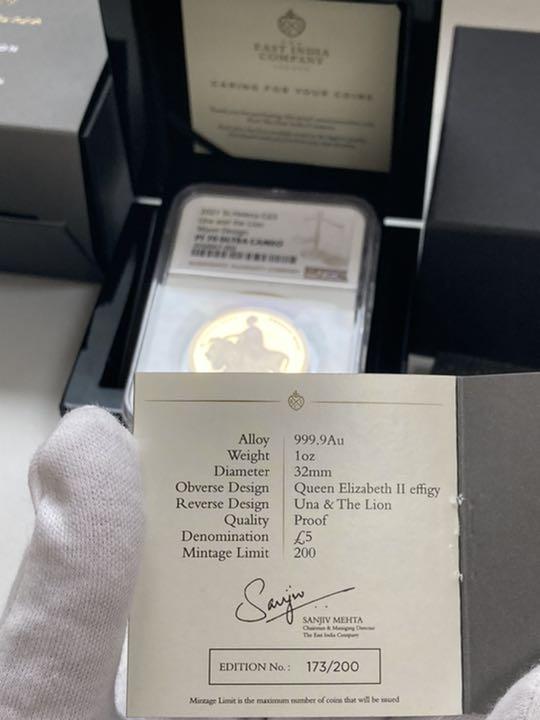 EAST INDIA
COMPANY
CARING FOR YOUR COINS
2021 St.Helena G£5
Una and the Lion
PF 70 ULTRA CAMEO
Alloy 999.9Au
Weight 1oz
Diameter 32mm
Obverse Design Queen Elizabeth II effigy
Reverse Design Una & The Lion
Quality Proof
Denomination £5
Mintage Limit 200
Sanjiv
SANJIV MEHTA
Chairman & Managing Director
The East India Company
EDITION No.: 173/200
Mintage Limit is the maximum number of coins that will be issued